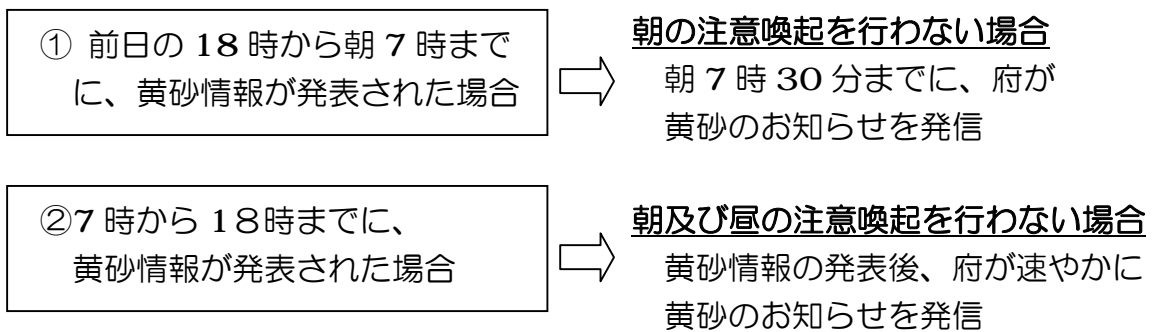 ① 前日の 18 時から朝 7 時まで
に、黄砂情報が発表された場合
朝の注意喚起を行わない場合
朝 7 時 30 分までに、府が
黄砂のお知らせを発信
②7 時から 18時までに、
黄砂情報が発表された場合
朝及び昼の注意喚起を行わない場合
黄砂情報の発表後、府が速やかに
黄砂のお知らせを発信